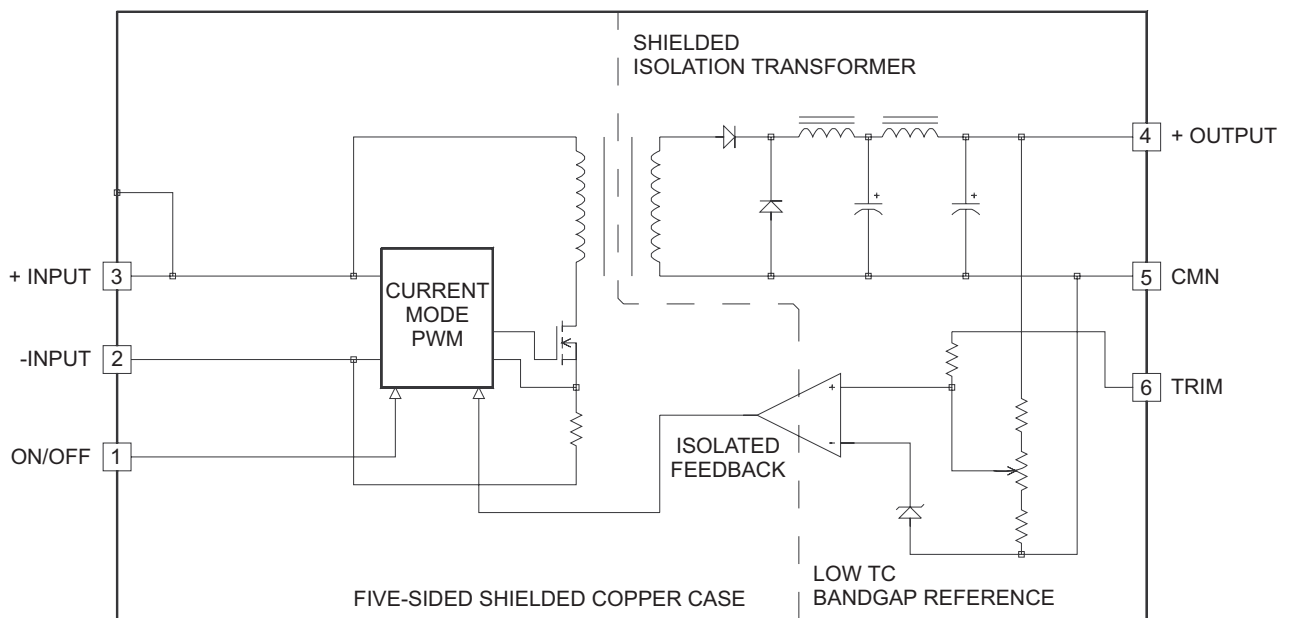 SHIELDED
ISOLATION TRANSFORMER
4 + OUTPUT
+ +
+ INPUT 3
CURRENT
MODE
PWM
5 CMN
-INPUT 2
6 TRIM
+
-
ON/OFF 1
ISOLATED
FEEDBACK
LOW TC
BANDGAP REFERENCE
FIVE-SIDED SHIELDED COPPER CASE